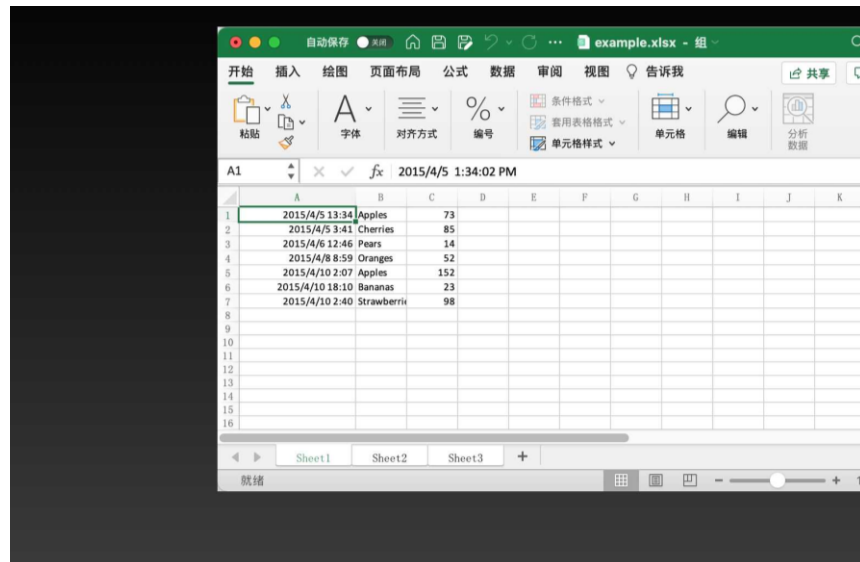 自动保存 关闭 example.xlsx - 组
开始 插入 绘图 页面布局 公式 数据 审阅 视图 告诉我 共享
粘贴 字体 对齐方式 编号 条件格式 套用表格格式 单元格样式 单元格 编辑 分析数据
A1 fx 2015/4/5 1:34:02 PM
A B C D E F G H I J K
1 2015/4/5 13:34 Apples 73
2 2015/4/5 3:41 Cherries 85
3 2015/4/6 12:46 Pears 14
4 2015/4/8 8:59 Oranges 52
5 2015/4/10 2:07 Apples 152
6 2015/4/10 18:10 Bananas 23
7 2015/4/10 2:40 Strawberrie 98
8
9
10
11
12
13
14
15
16
Sheet1 Sheet2 Sheet3 +
就绪